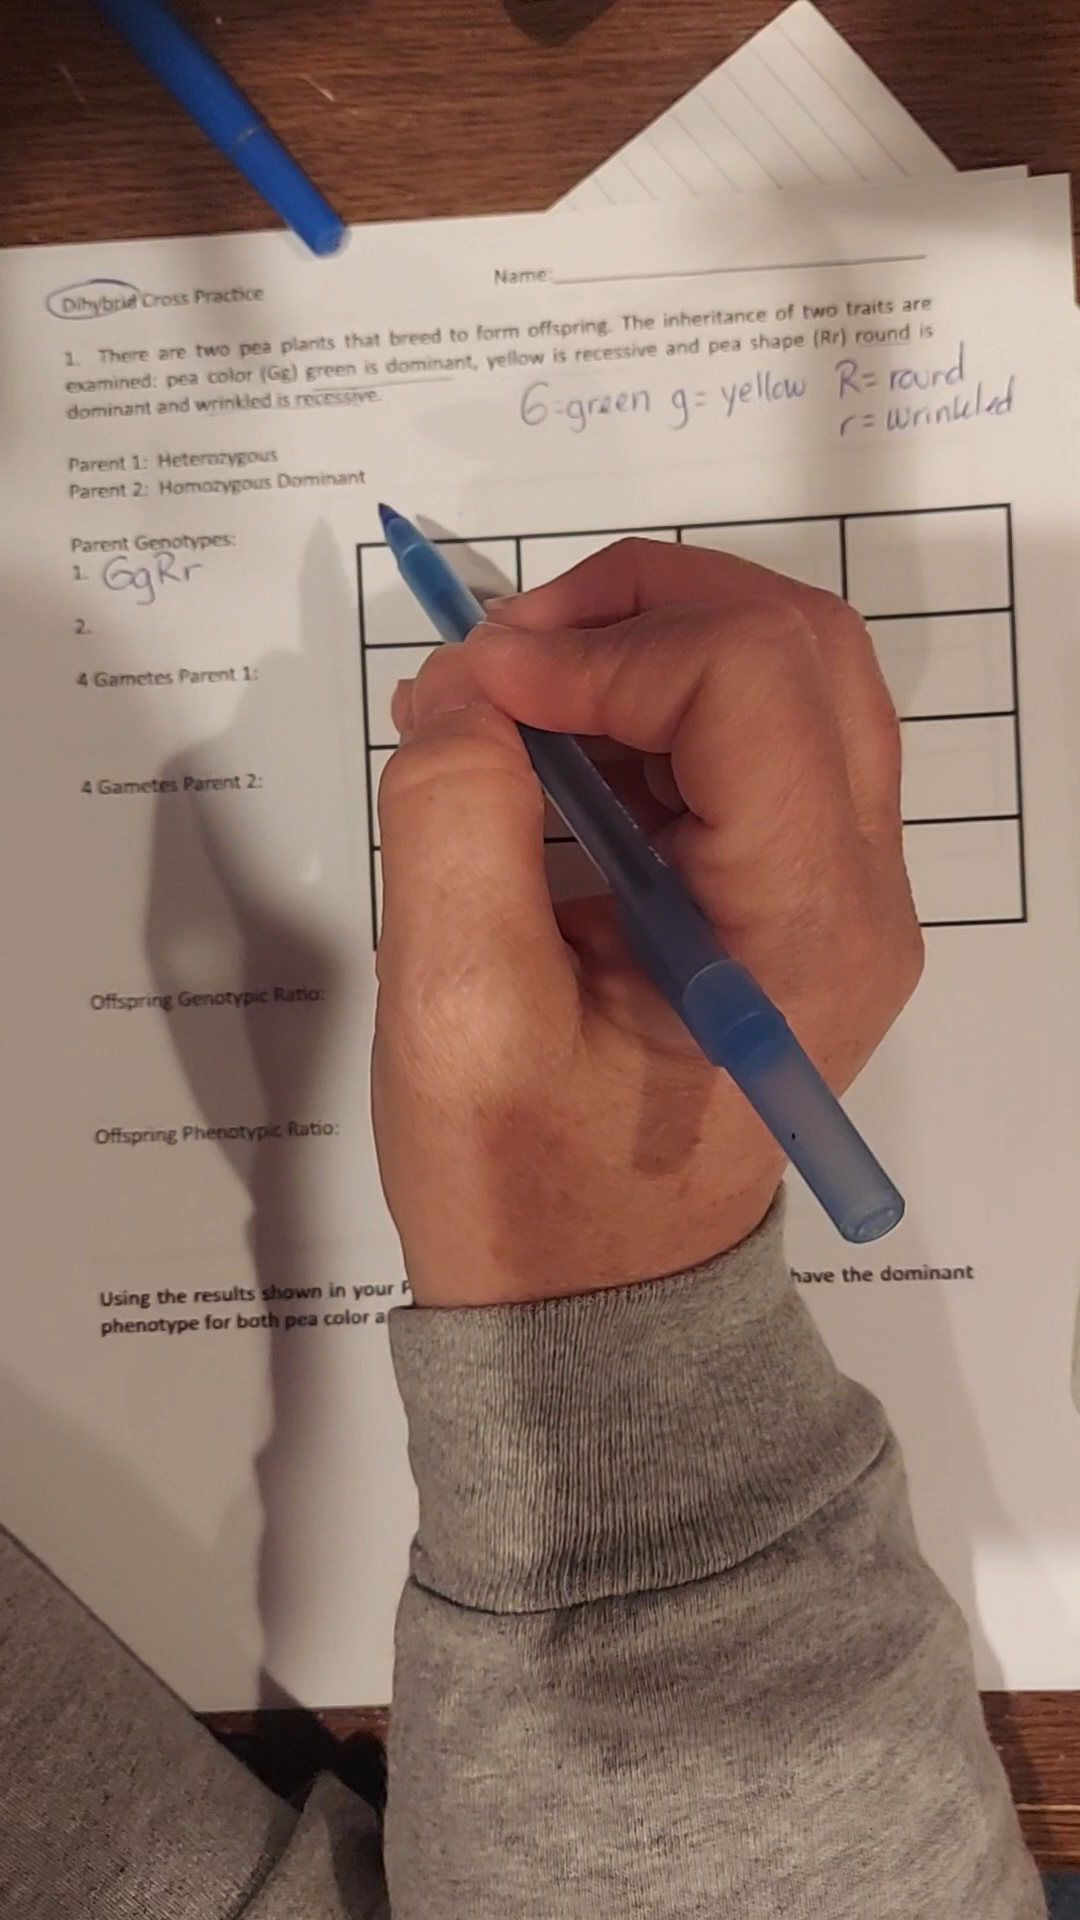 Dihybrid Cross Practice
Name:
1. There are two pea plants that breed to form offspring. The inheritance of two traits are
examined: pea color (Gg) green is dominant, yellow is recessive and pea shape (Rr) round is
dominant and wrinkled is recessive.
G=green g= yellow R= round
r= wrinkled
Parent 1: Heterozygous
Parent 2: Homozygous Dominant
Parent Genotypes:
1. GgRr
2.
4 Gametes Parent 1:
4 Gametes Parent 2:
Offspring Genotypic Ratio:
Offspring Phenotypic Ratio:
Using the results shown in your have the dominant
phenotype for both pea color